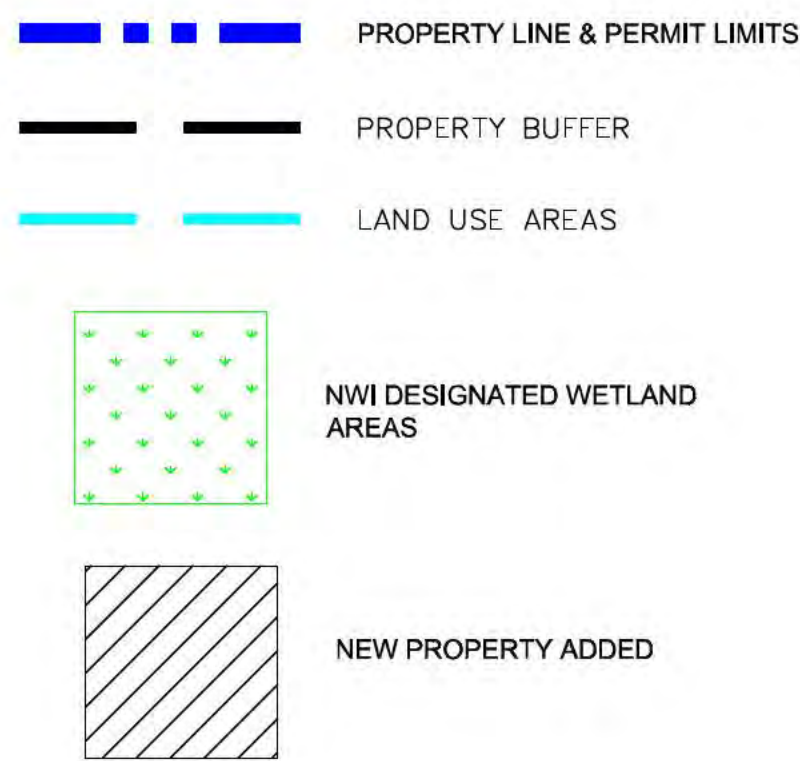 PROPERTY LINE & PERMIT LIMITS
PROPERTY BUFFER
LAND USE AREAS
NWI DESIGNATED WETLAND
AREAS
NEW PROPERTY ADDED